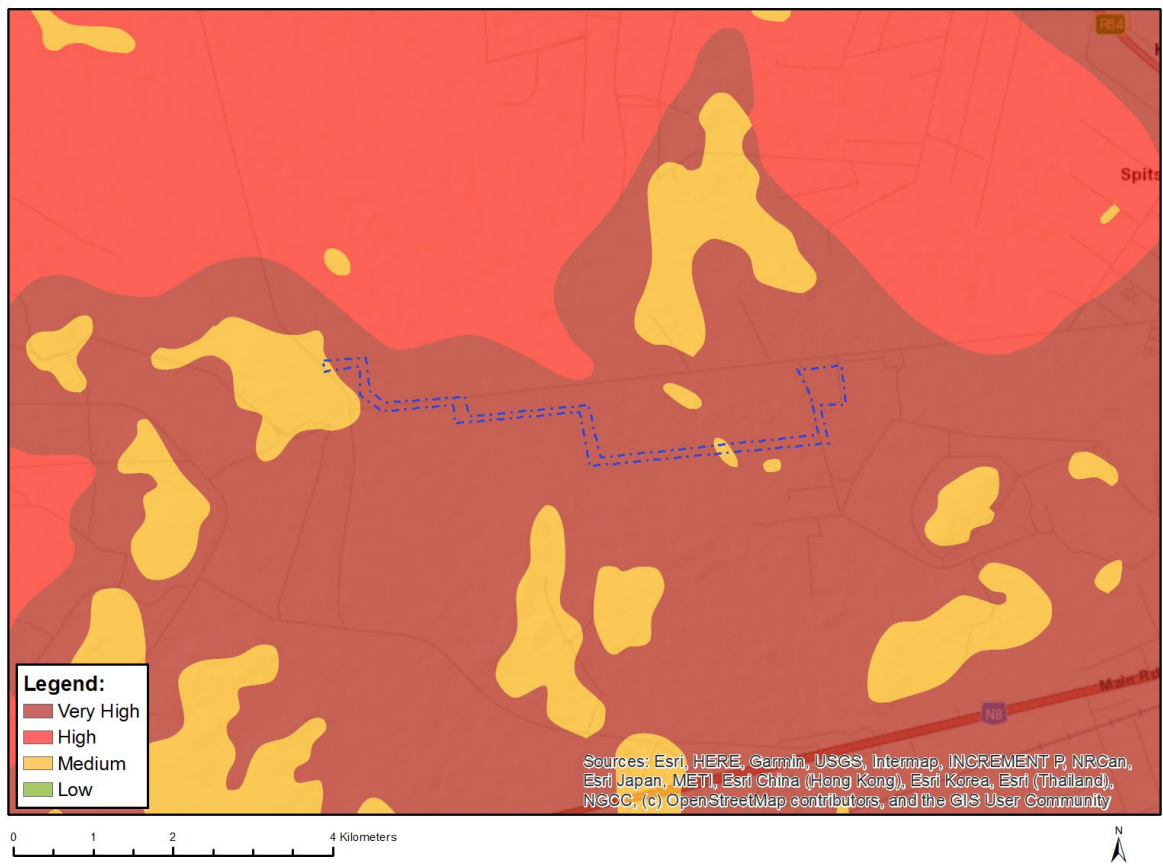 R64
Spits
Legend:
Very High
High
Medium
Low
Main Rd
N8
Sources: Esri, HERE, Garmin, USGS, Intermap, INCREMENT P, NRCan,
Esri Japan, METI, Esri China (Hong Kong), Esri Korea, Esri (Thailand),
NGCC, (c) OpenStreetMap contributors, and the GIS User Community
0 1 2 4 Kilometers
N